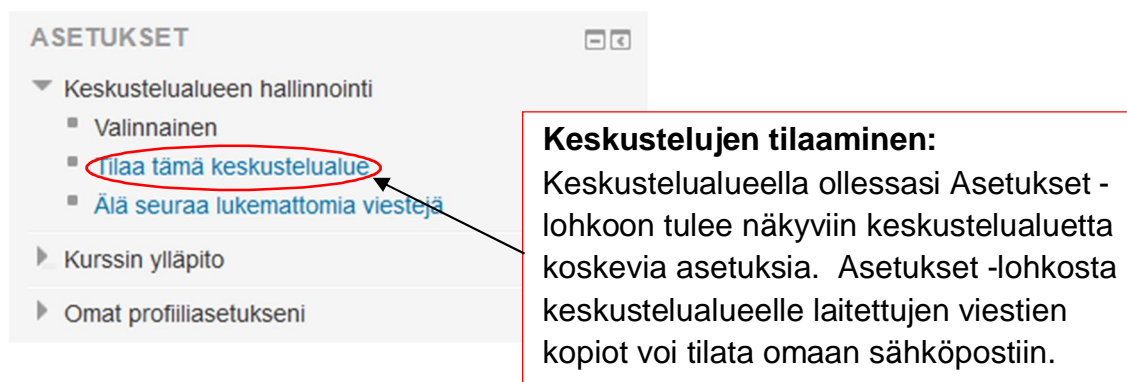 ASETUKSET
Keskustelualueen hallinnointi
Valinnainen
Tilaa tämä keskustelualue
Älä seuraa lukemattomia viestejä
Kurssin ylläpito
Omat profiiliasetukseni
Keskustelujen tilaaminen:
Keskustelualueella ollessasi Asetukset -
lohkoon tulee näkyviin keskustelualuetta
koskevia asetuksia.  Asetukset -lohkosta
keskustelualueelle laitettujen viestien
kopiot voi tilata omaan sähköpostiin.